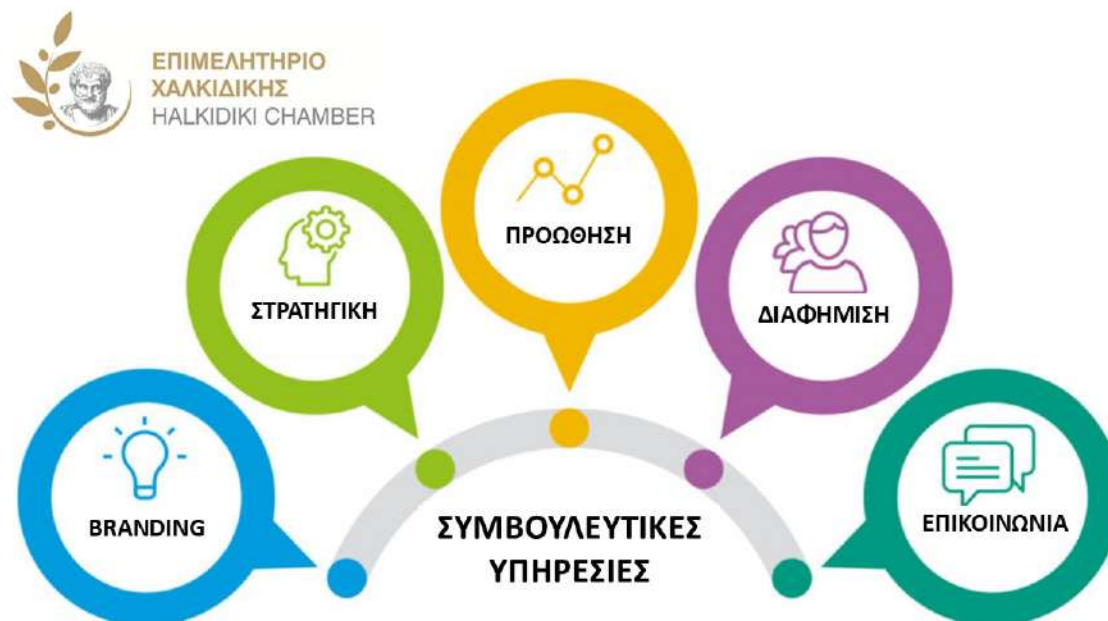 ΕΠΙΜΕΛΗΤΗΡΙΟ
ΧΑΛΚΙΔΙΚΗΣ
HALKIDIKI CHAMBER
ΠΡΟΩΘΗΣΗ
ΣΤΡΑΤΗΓΙΚΗ
ΔΙΑΦΗΜΙΣΗ
BRANDING
ΣΥΜΒΟΥΛΕΥΤΙΚΕΣ
ΥΠΗΡΕΣΙΕΣ
ΕΠΙΚΟΙΝΩΝΙΑ